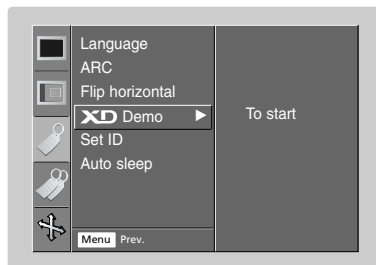 Language
ARC
Flip horizontal
XD Demo
To start
Set ID
Auto sleep
Menu Prev.